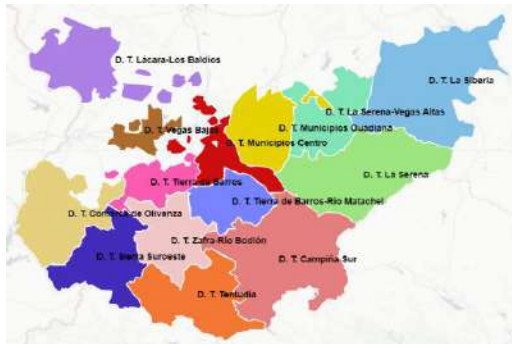 D. T. Lácara-Los Baldíos
D. T. La Siberia
D. T. La Serena-Vegas Altas
D. T. Vegas Bajas
D. T. Municipios Guadiana
D. T. Municipios Centro
D. T. La Serena
D. T. Tierra de Barros
D. T. Tierra de Barros-Río Matachel
D. T. Comarca de Olivenza
D. T. Zafra-Río Bodión
D. T. Sierra Suroeste
D. T. Campiña Sur
D. T. Tentudía